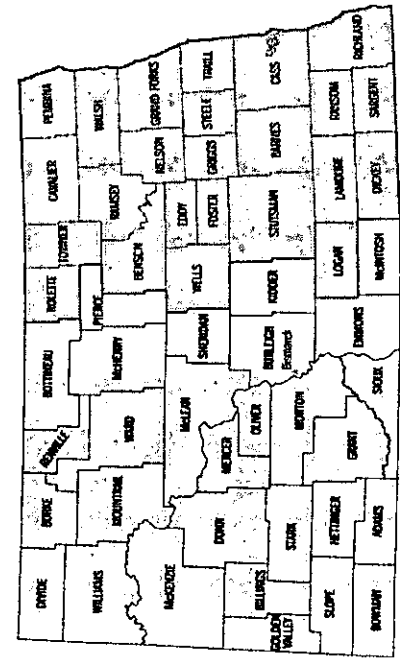 DIVIDE
BURKE
RENVILLE
BOTTINEAU
ROLETTE
TOWNER
CAVALIER
PEMBINA
WILLIAMS
MOUNTRAIL
WARD
McHENRY
PIERCE
BENSON
RAMSEY
WALSH
NELSON
GRAND FORKS
McKENZIE
DUNN
MERCER
McLEAN
SHERIDAN
WELLS
EDDY
FOSTER
GRIGGS
STEELE
TRAILL
GOLDEN
VALLEY
BILLINGS
STARK
OLIVER
MORTON
BURLEIGH
Bismarck
KIDDER
STUTSMAN
BARNES
CASS
SLOPE
HETTINGER
GRANT
EMMONS
LOGAN
LAMOURE
RANSOM
RICHLAND
BOWMAN
ADAMS
SIOUX
McINTOSH
DICKEY
SARGENT